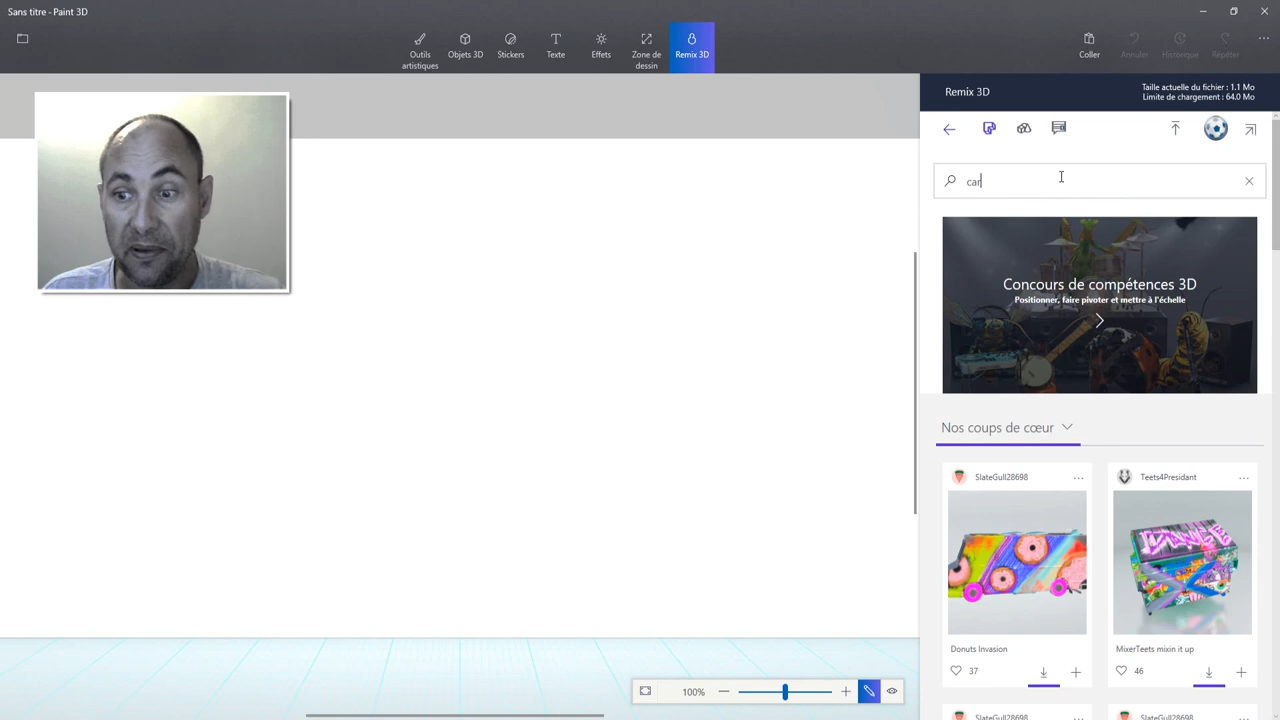 Sans titre - Paint 3D
Outils artistiques
Objets 3D
Stickers
Texte
Effets
Zone de dessin
Remix 3D
Coller
Annuler
Historique
Répéter
Remix 3D
Taille actuelle du fichier : 1.1 Mo
Limite de chargement : 64.0 Mo
car
Concours de compétences 3D
Positionner, faire pivoter et mettre à l'échelle
Nos coups de cœur
SlateGull28698
Teets4Presidant
DANCE
Donuts Invasion
MixerTeets mixin it up
37
46
SlateGull28698
SlateGull28698
100%